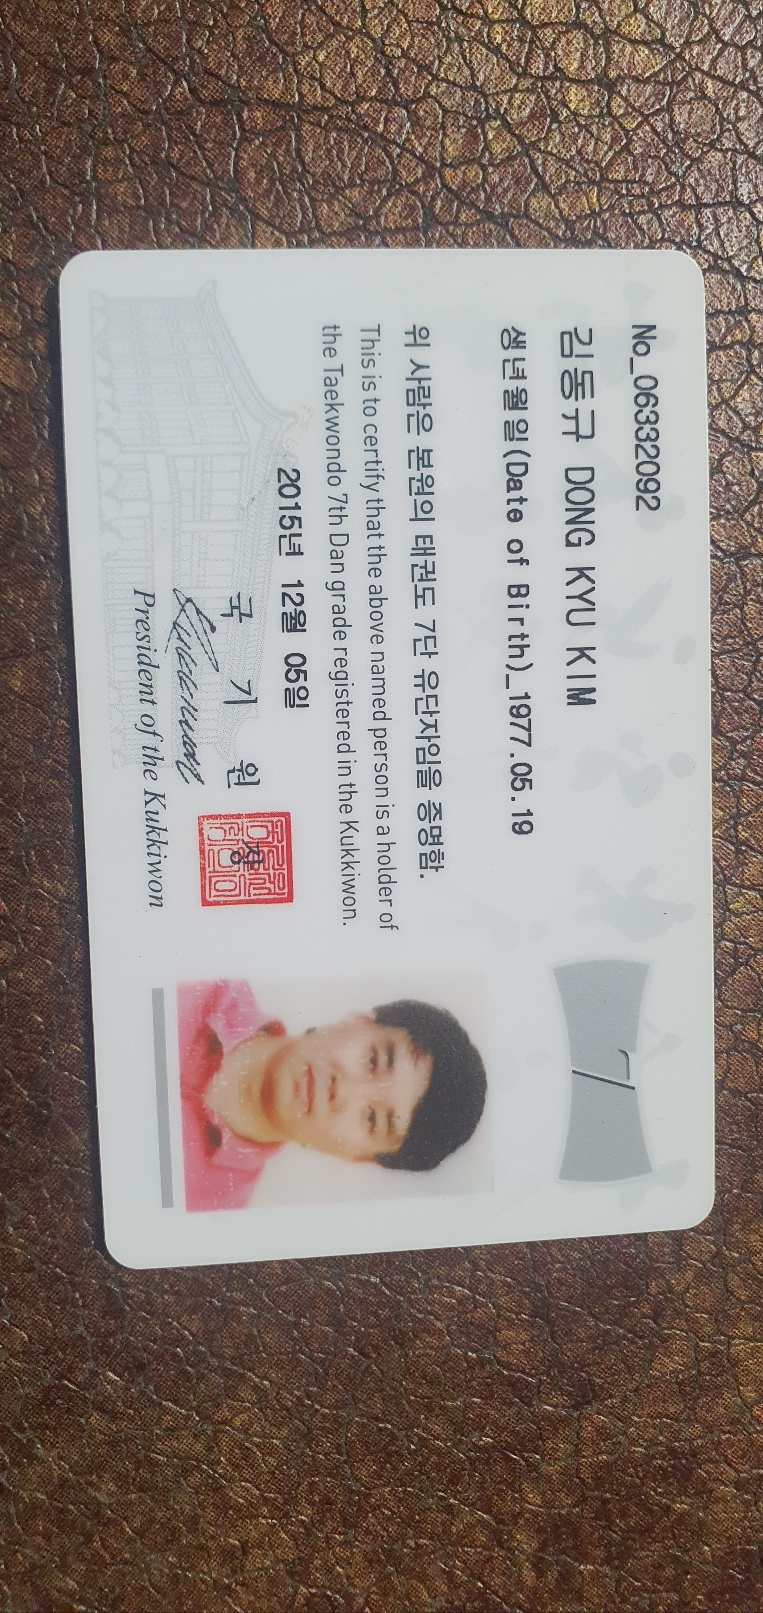 No_06332092
김동규 DONG KYU KIM
생년월일(Date of Birth)_1977.05.19
위 사람은 본원의 태권도 7단 유단자임을 증명함.
This is to certify that the above named person is a holder of
the Taekwondo 7th Dan grade registered in the Kukkiwon.
2015년 12월 05일
국 기 원 장
President of the Kukkiwon
7